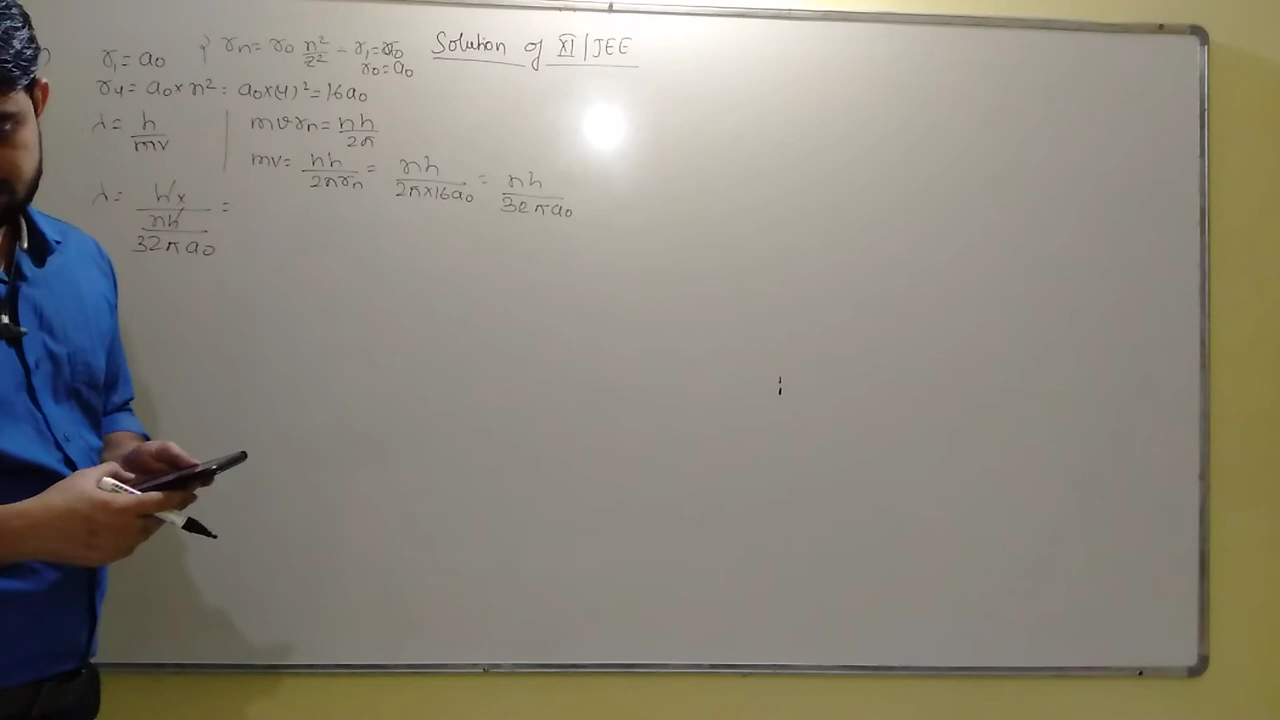 Solution of XI/JEE
r₁ = a₀ rₙ = r₀ n²/z² - r₁ = r₀
r₀ = a₀
r₄ = a₀ × n² = a₀ × (4)² = 16a₀
λ = h/mv mvrₙ = nh/2π
mv = nh/2πrₙ = nh/2π×16a₀ = nh/32πa₀
λ = h×/(nh/32πa₀) =